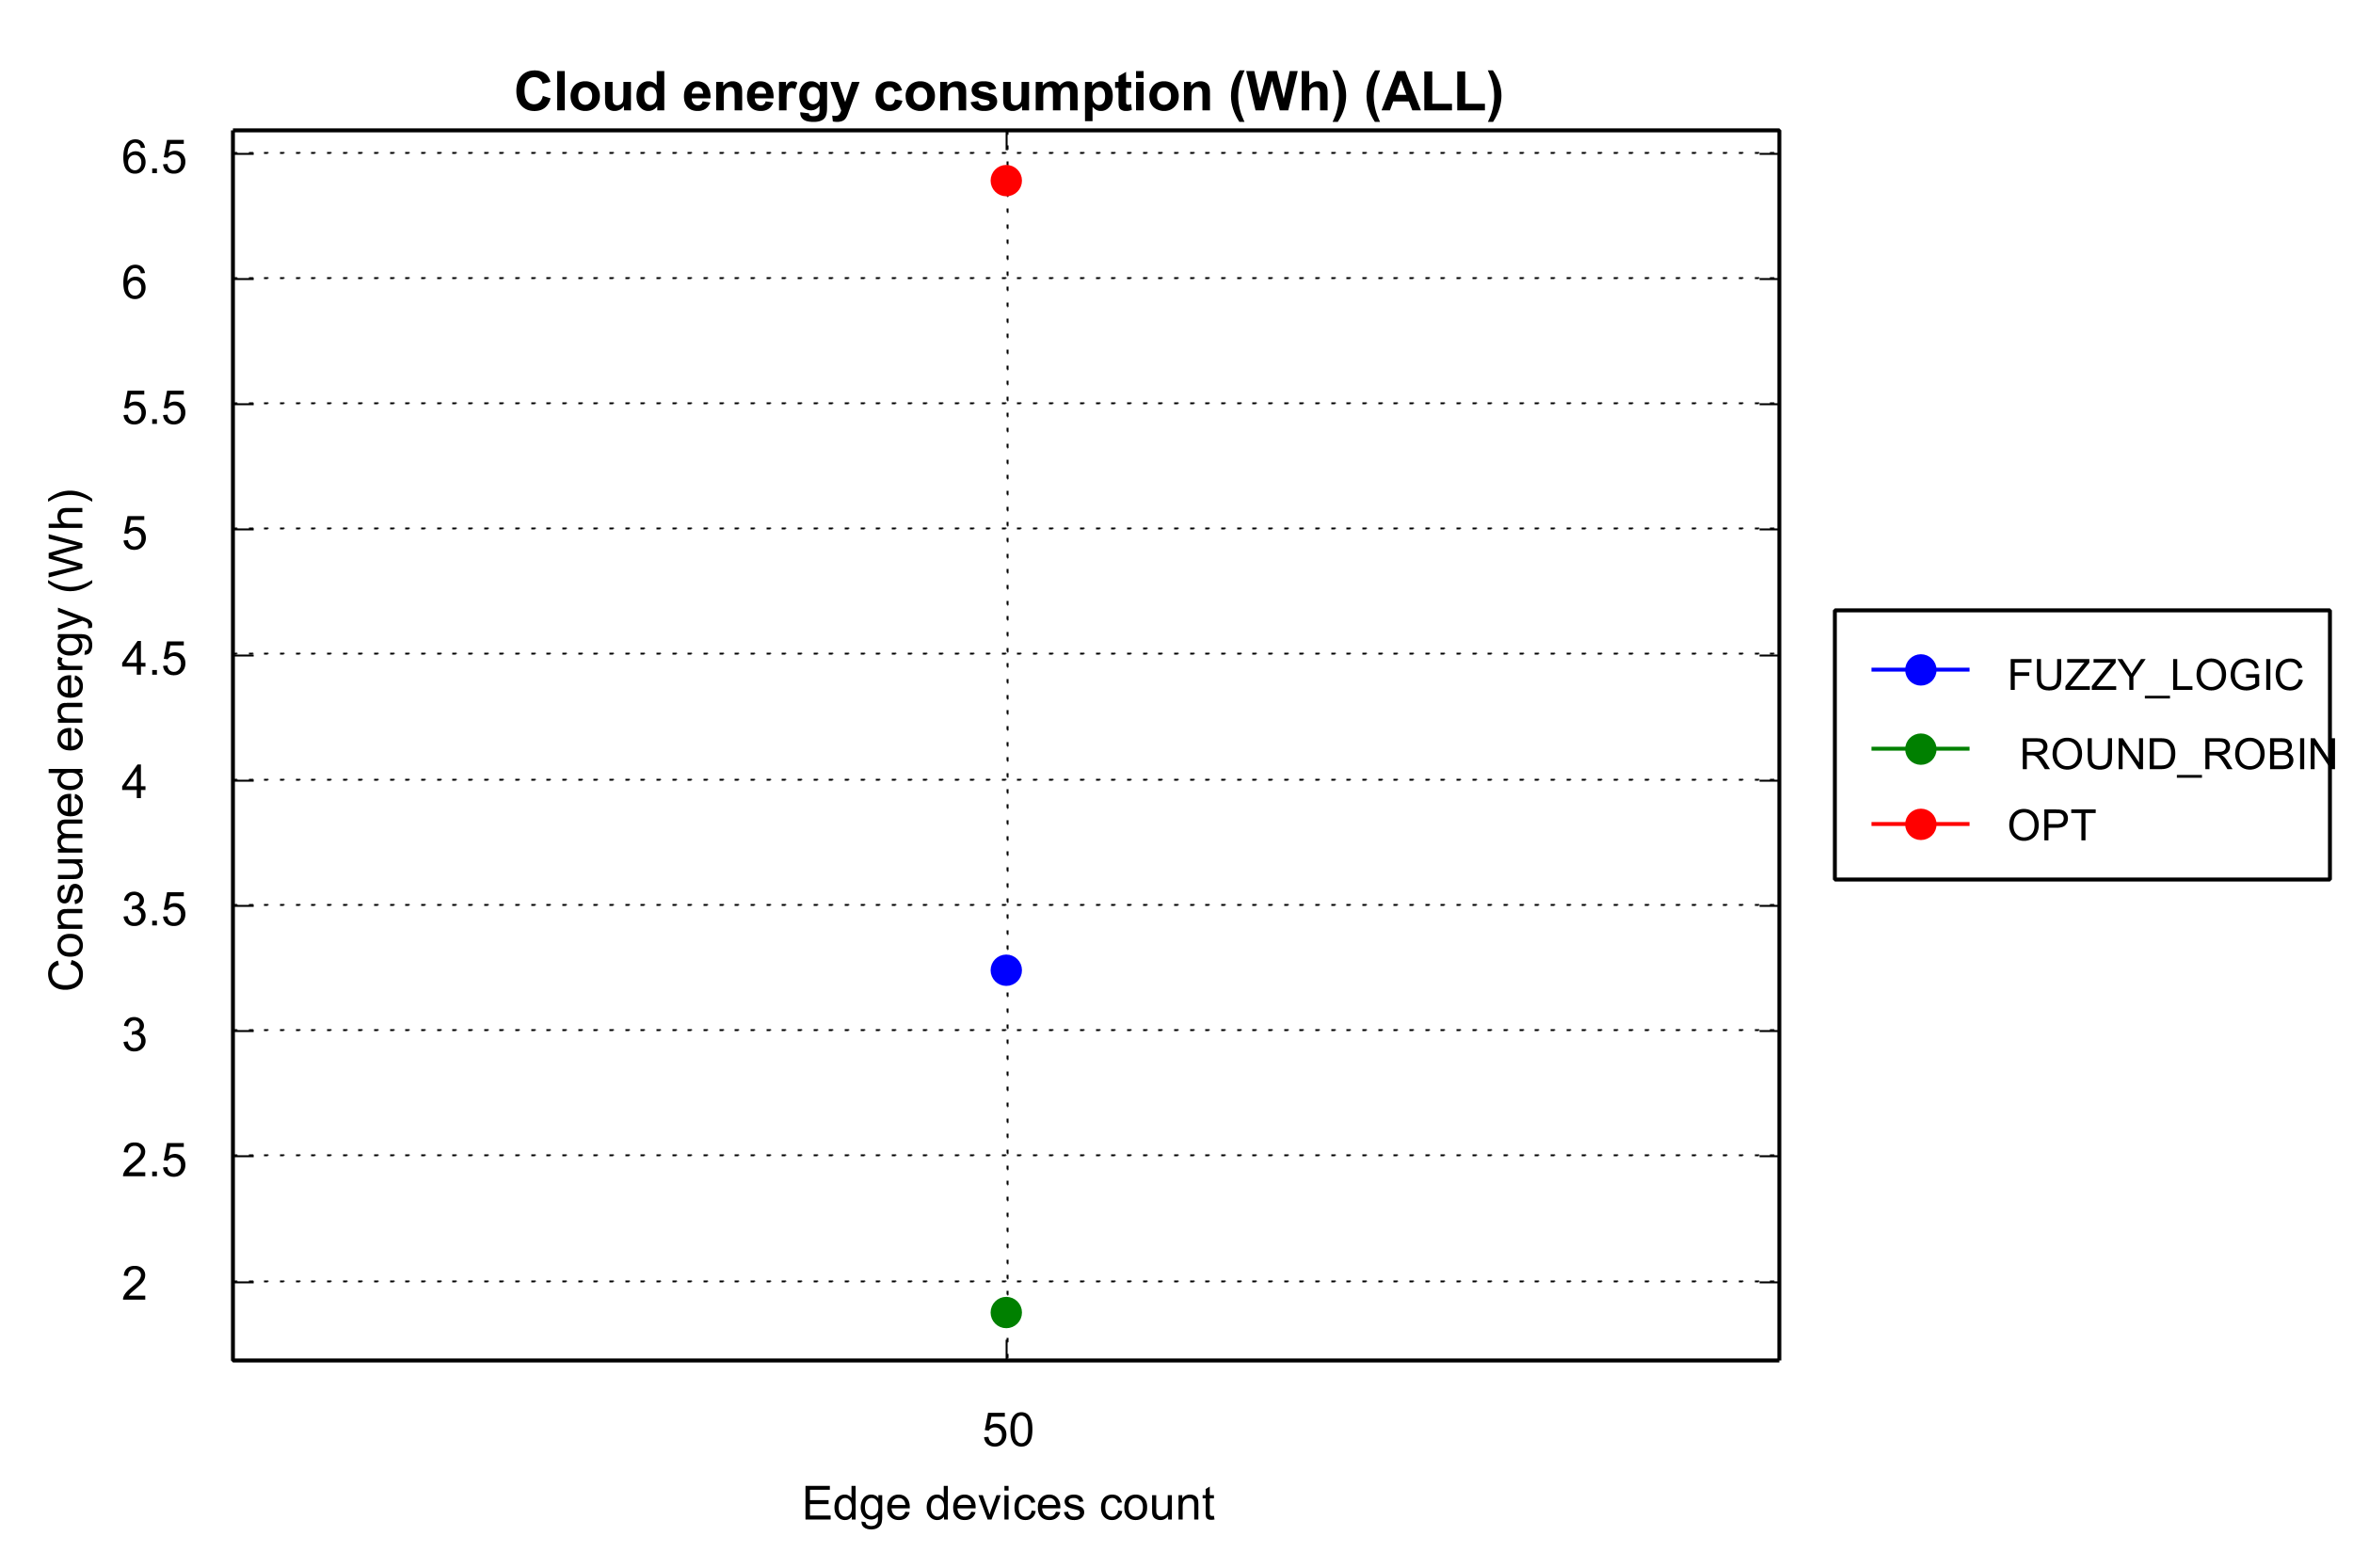 Cloud energy consumption (Wh) (ALL)
6.5
6
5.5
5
4.5
4
3.5
3
2.5
2
Consumed energy (Wh)
50
Edge devices count
FUZZY_LOGIC
ROUND_ROBIN
OPT